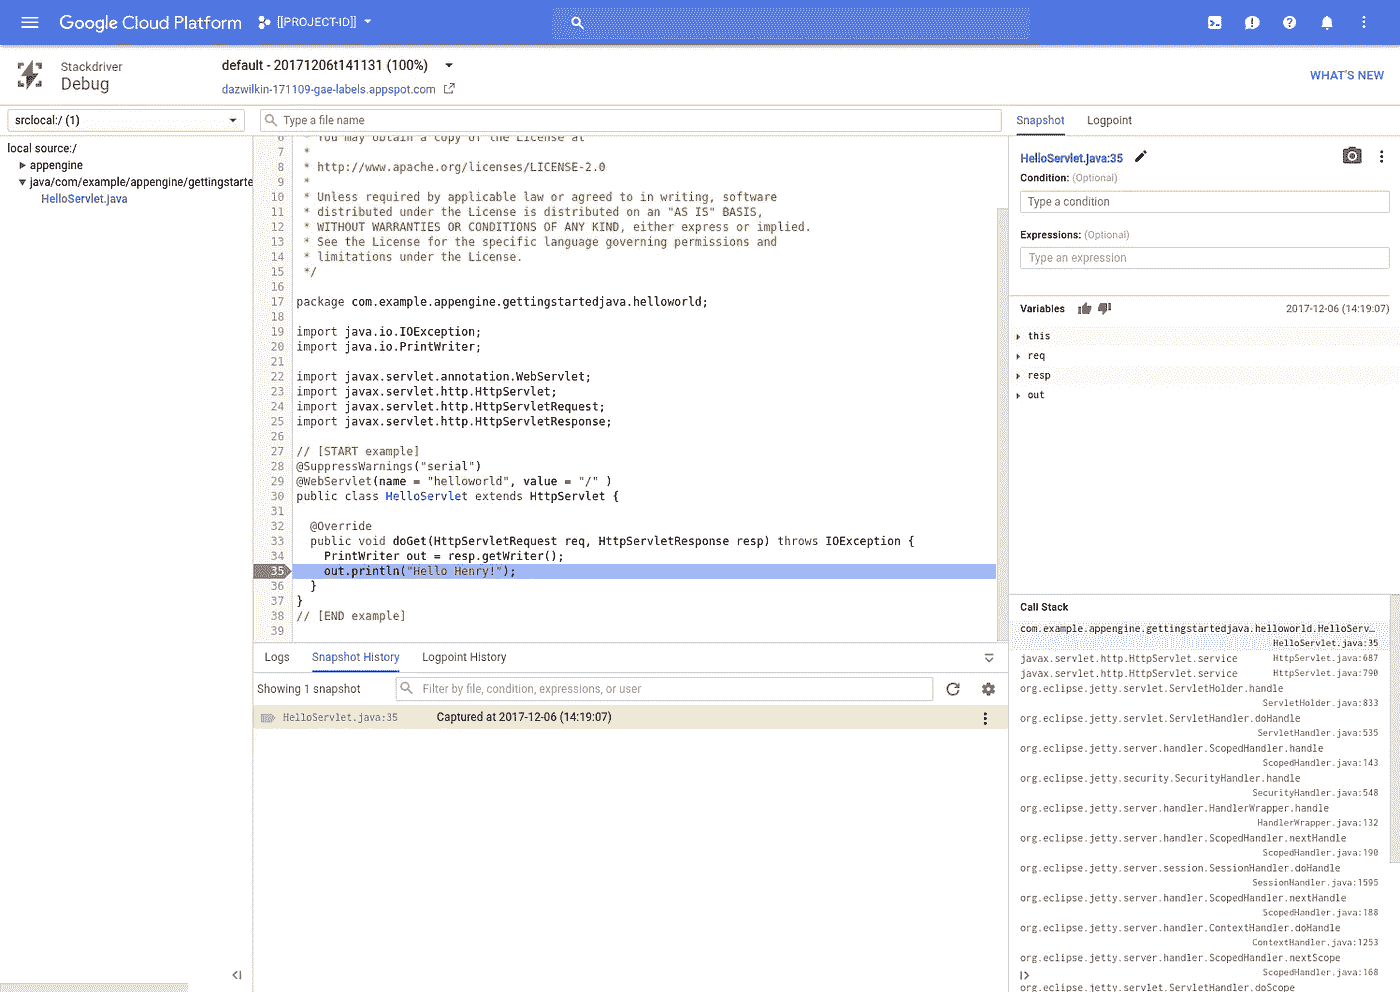 Google Cloud Platform
[[PROJECT-ID]]
Stackdriver
Debug
default - 20171206t141131 (100%)
dazwilkin-171109-gae-labels.appspot.com
WHAT'S NEW
srclocal:/ (1)
Type a file name
local source:/
appengine
java/com/example/appengine/gettingstarte
HelloServlet.java
6 * You may obtain a copy of the License at
7 *
8 * http://www.apache.org/licenses/LICENSE-2.0
9 *
10 * Unless required by applicable law or agreed to in writing, software
11 * distributed under the License is distributed on an "AS IS" BASIS,
12 * WITHOUT WARRANTIES OR CONDITIONS OF ANY KIND, either express or implied.
13 * See the License for the specific language governing permissions and
14 * limitations under the License.
15 */
16
17 package com.example.appengine.gettingstartedjava.helloworld;
18
19 import java.io.IOException;
20 import java.io.PrintWriter;
21
22 import javax.servlet.annotation.WebServlet;
23 import javax.servlet.http.HttpServlet;
24 import javax.servlet.http.HttpServletRequest;
25 import javax.servlet.http.HttpServletResponse;
26
27 // [START example]
28 @SuppressWarnings("serial")
29 @WebServlet(name = "helloworld", value = "/" )
30 public class HelloServlet extends HttpServlet {
31
32 @Override
33 public void doGet(HttpServletRequest req, HttpServletResponse resp) throws IOException {
34 PrintWriter out = resp.getWriter();
35 out.println("Hello Henry!");
36 }
37 }
38 // [END example]
39
Logs Snapshot History Logpoint History
Showing 1 snapshot
Filter by file, condition, expressions, or user
HelloServlet.java:35 Captured at 2017-12-06 (14:19:07)
Snapshot Logpoint
HelloServlet.java:35
Condition: (Optional)
Type a condition
Expressions: (Optional)
Type an expression
Variables 2017-12-06 (14:19:07)
this
req
resp
out
Call Stack
com.example.appengine.gettingstartedjava.helloworld.HelloServ…
HelloServlet.java:35
javax.servlet.http.HttpServlet.service HttpServlet.java:687
javax.servlet.http.HttpServlet.service HttpServlet.java:790
org.eclipse.jetty.servlet.ServletHolder.handle
ServletHolder.java:833
org.eclipse.jetty.servlet.ServletHandler.doHandle
ServletHandler.java:535
org.eclipse.jetty.server.handler.ScopedHandler.handle
ScopedHandler.java:143
org.eclipse.jetty.security.SecurityHandler.handle
SecurityHandler.java:548
org.eclipse.jetty.server.handler.HandlerWrapper.handle
HandlerWrapper.java:132
org.eclipse.jetty.server.handler.ScopedHandler.nextHandle
ScopedHandler.java:190
org.eclipse.jetty.server.session.SessionHandler.doHandle
SessionHandler.java:1595
org.eclipse.jetty.server.handler.ScopedHandler.nextHandle
ScopedHandler.java:188
org.eclipse.jetty.server.handler.ContextHandler.doHandle
ContextHandler.java:1253
org.eclipse.jetty.server.handler.ScopedHandler.nextScope
ScopedHandler.java:168
org.eclipse.jetty.servlet.ServletHandler.doScope